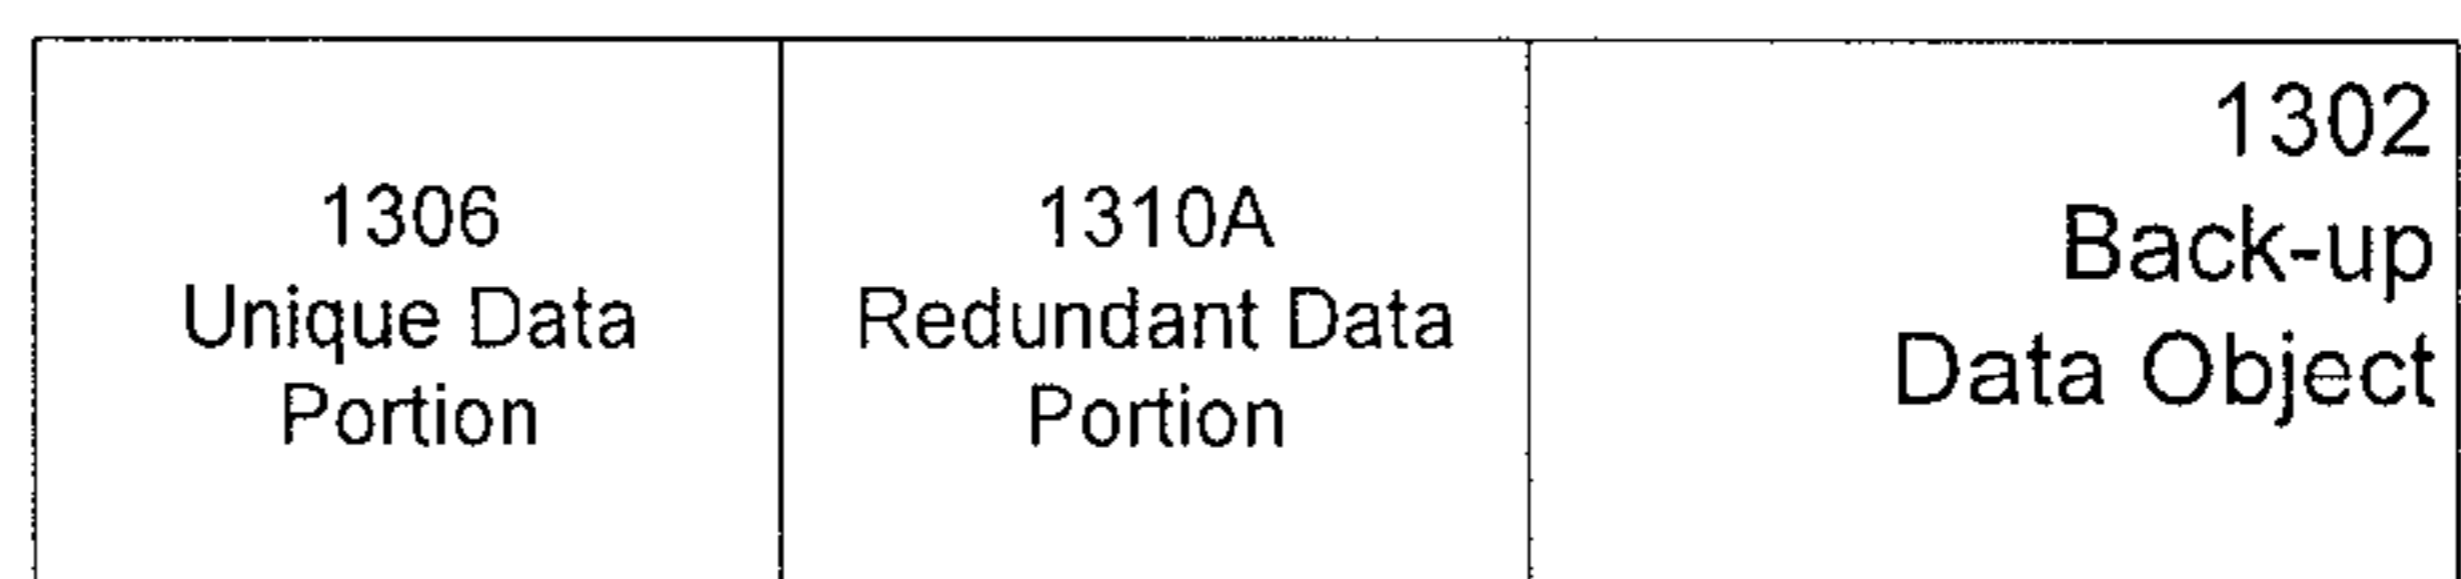 1306
Unique Data
Portion
1310A
Redundant Data
Portion
1302
Back-up
Data Object